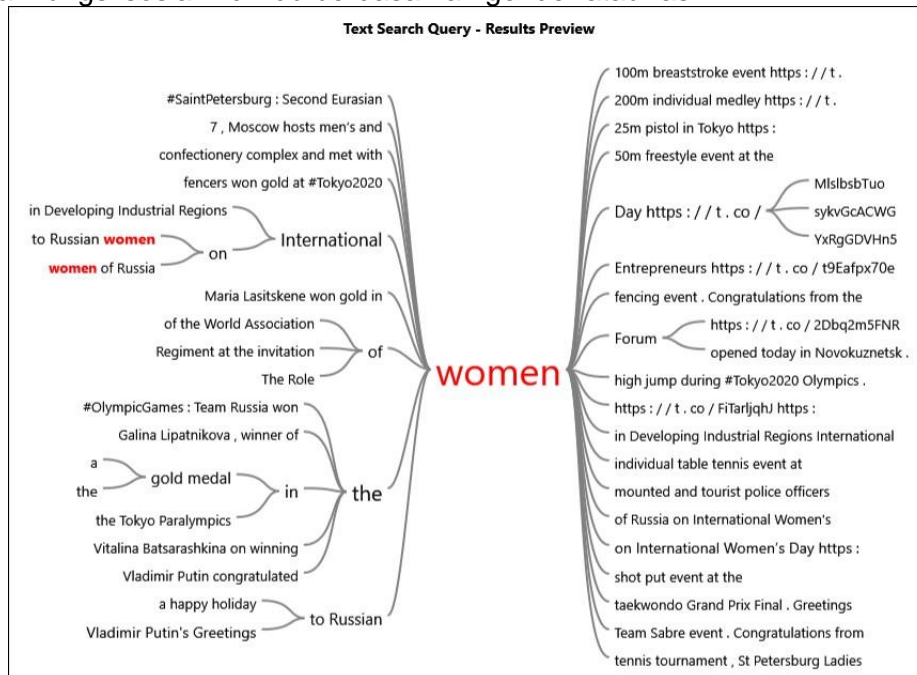 Text Search Query - Results Preview
#SaintPetersburg : Second Eurasian
7 , Moscow hosts men's and
confectionery complex and met with
fencers won gold at #Tokyo2020
in Developing Industrial Regions
to Russian women
women of Russia
on
International
Maria Lasitskene won gold in
of the World Association
Regiment at the invitation
The Role
of
#OlympicGames : Team Russia won
Galina Lipatnikova , winner of
a
the
gold medal
the Tokyo Paralympics
in
Vitalina Batsarashkina on winning
Vladimir Putin congratulated
the
a happy holiday
Vladimir Putin's Greetings
to Russian
women
100m breaststroke event https : / / t .
200m individual medley https : / / t .
25m pistol in Tokyo https :
50m freestyle event at the
Day https : / / t . co /
MlslbsbTuo
sykvGcACWG
YxRgGDVHn5
Entrepreneurs https : / / t . co / t9Eafpx70e
fencing event . Congratulations from the
Forum
https : / / t . co / 2Dbq2m5FNR
opened today in Novokuznetsk .
high jump during #Tokyo2020 Olympics .
https : / / t . co / FiTarljqhJ https :
in Developing Industrial Regions International
individual table tennis event at
mounted and tourist police officers
of Russia on International Women's
on International Women's Day https :
shot put event at the
taekwondo Grand Prix Final . Greetings
Team Sabre event . Congratulations from
tennis tournament , St Petersburg Ladies